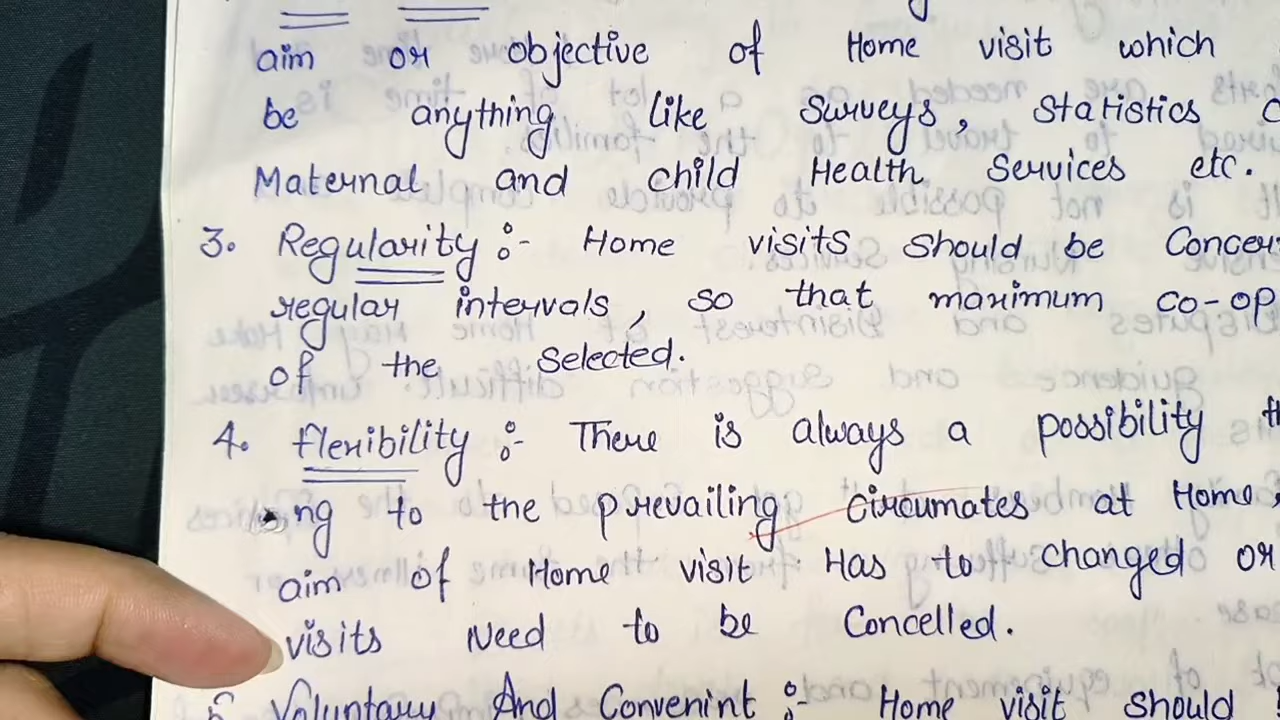 aim or objective of Home visit which
be anything like Surveys, Statistics
Maternal and child Health Services etc.
3. Regularity :- Home visits should be
regular intervals, so that maximum co-op
of the Selected.
4. flexibility :- There is always a possibility
ng to the prevailing circumates at Home,
aim of Home visit Has to changed or
visits Need to be Concelled.
Voluntary And Convenint :- Home visit should